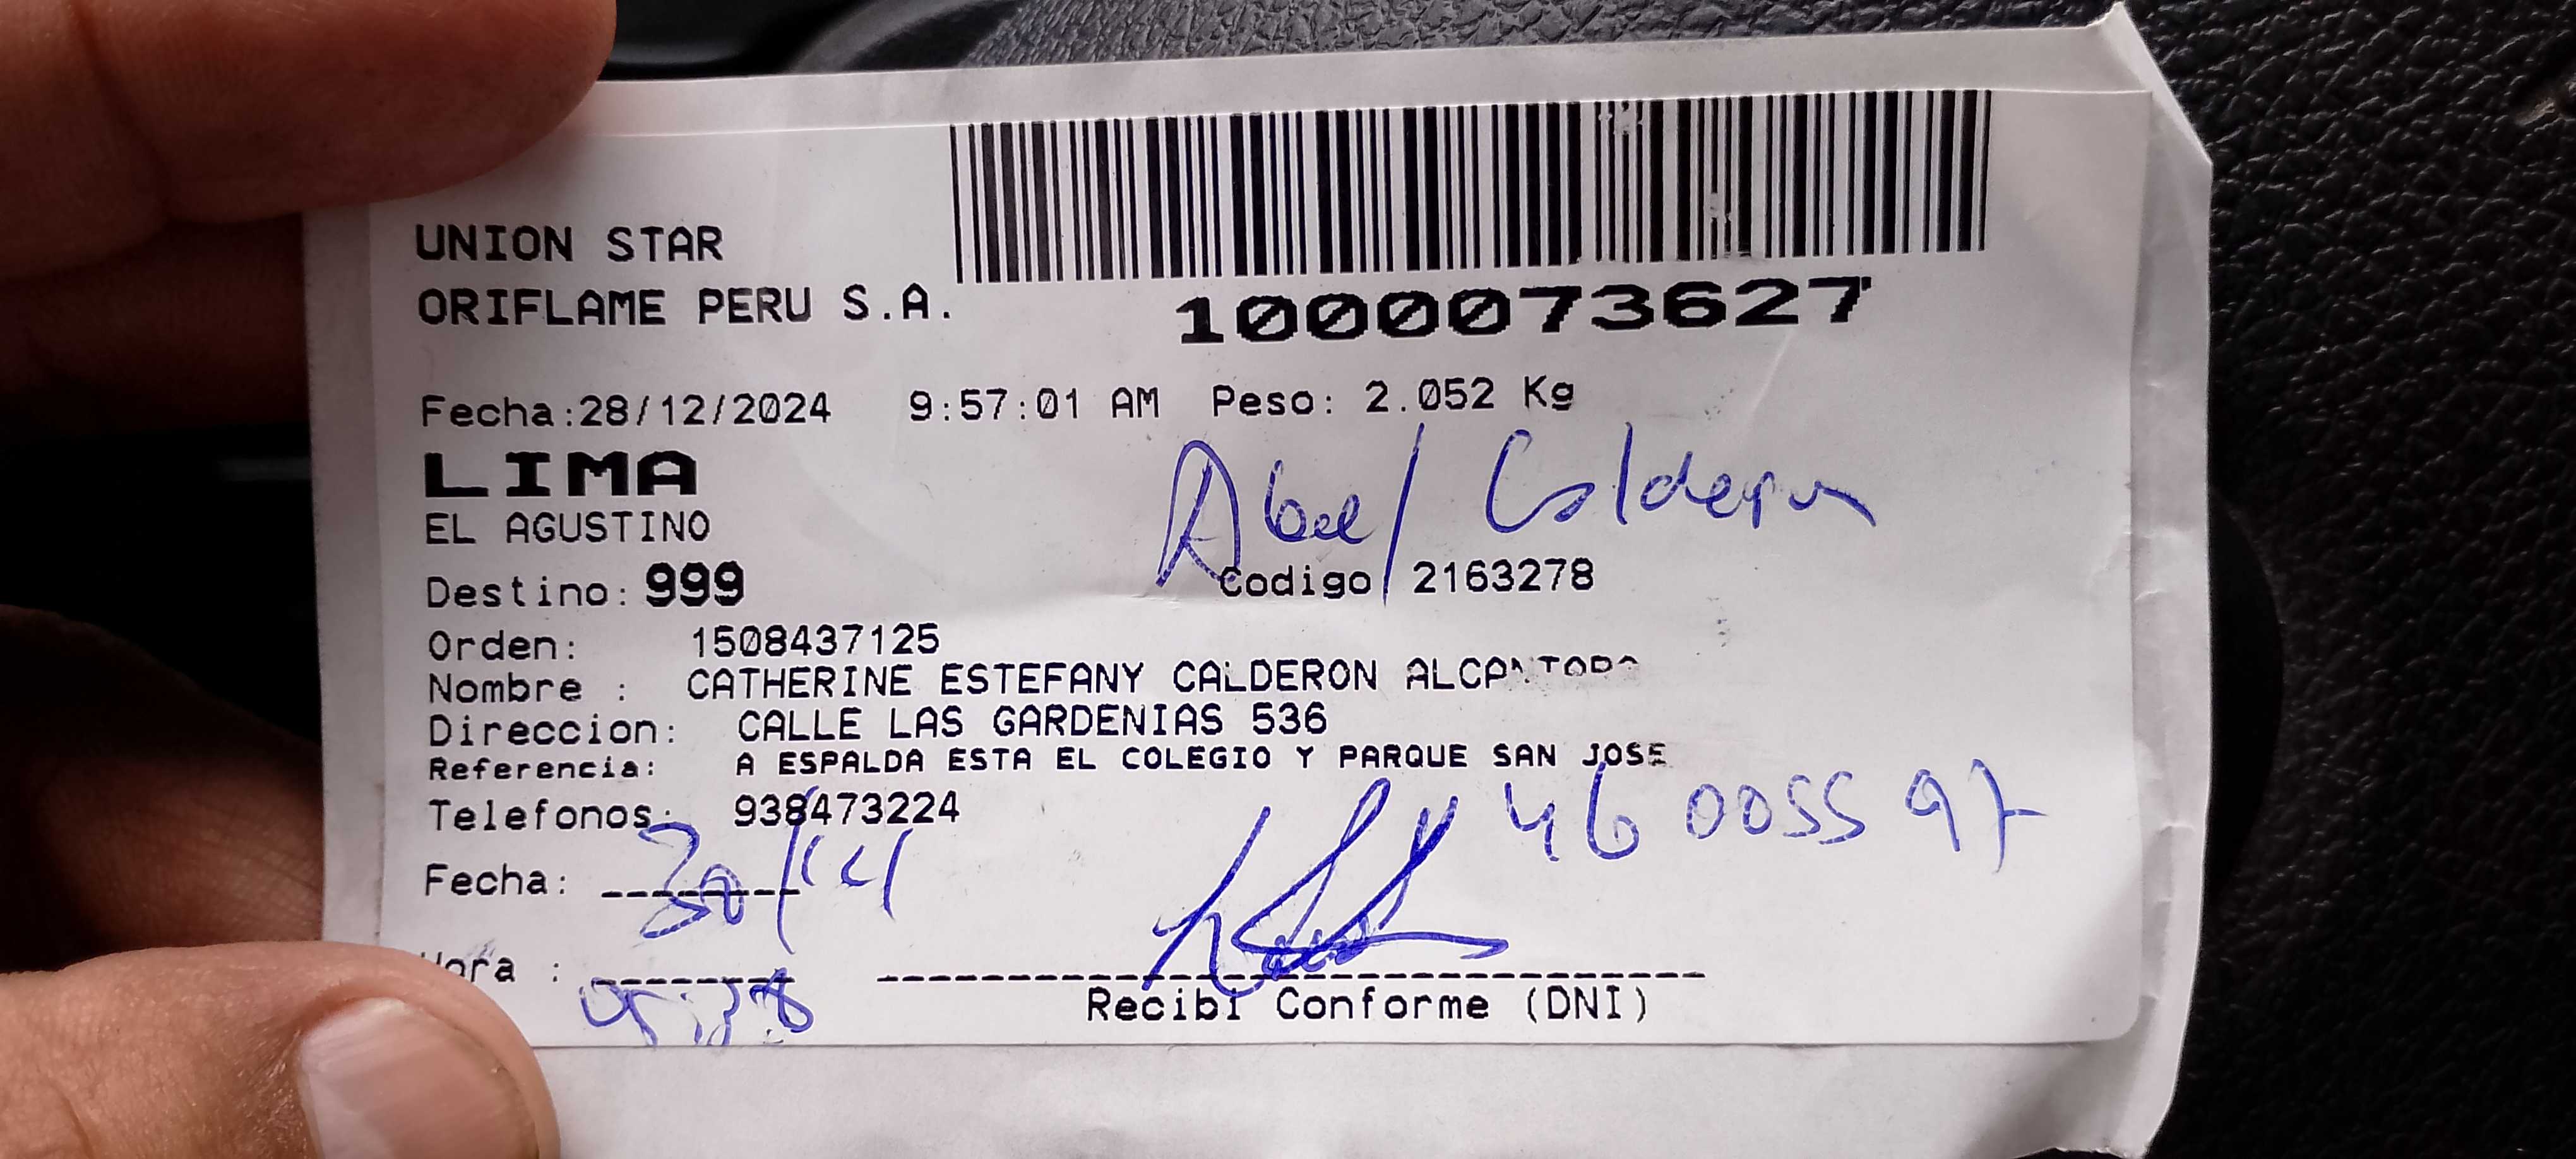 UNION STAR
ORIFLAME PERU S.A.
1000073627
Fecha:28/12/2024 9:57:01 AM Peso: 2.052 Kg
LIMA
Abel Calderon
EL AGUSTINO
Destino: 999 Codigo 2163278
Orden: 1508437125
Nombre : CATHERINE ESTEFANY CALDERON
Direccion: CALLE LAS GARDENIAS 536
Referencia: A ESPALDA ESTA EL COLEGIO Y PARQUE SAN JOSE
Telefonos: 938473224
Fecha:
Hora :
Recibi Conforme (DNI)